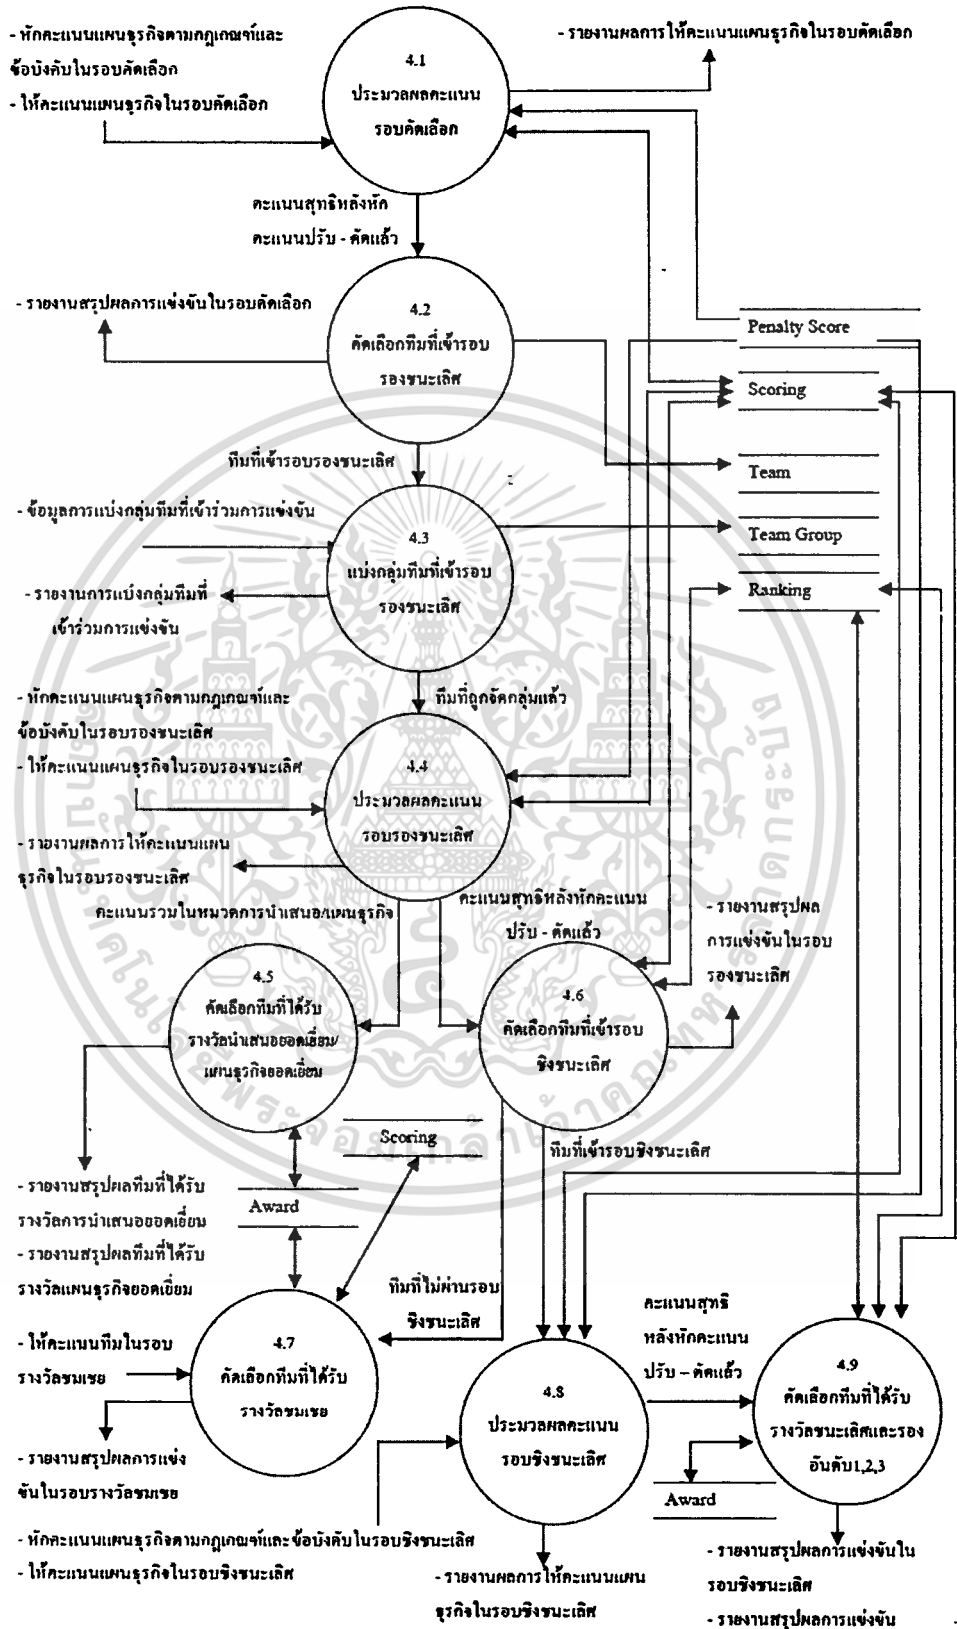 - หักคะแนนแผนธุรกิจตามกฎเกณฑ์และ
ข้อบังคับในรอบคัดเลือก
- ให้คะแนนแผนธุรกิจในรอบคัดเลือก
4.1
ประมวลผลคะแนน
รอบคัดเลือก
- รายงานผลการให้คะแนนแผนธุรกิจในรอบคัดเลือก
คะแนนสุทธิหลังหัก
คะแนนปรับ - คัดแล้ว
- รายงานสรุปผลการแข่งขันในรอบคัดเลือก
4.2
คัดเลือกทีมที่เข้ารอบ
รองชนะเลิศ
Penalty Score
Scoring
Team
Team Group
Ranking
ทีมที่เข้ารอบรองชนะเลิศ
- ข้อมูลการแบ่งกลุ่มทีมที่เข้าร่วมการแข่งขัน
4.3
แบ่งกลุ่มทีมที่เข้ารอบ
รองชนะเลิศ
- รายงานการแบ่งกลุ่มทีมที่
เข้าร่วมการแข่งขัน
ทีมที่ถูกจัดกลุ่มแล้ว
- หักคะแนนแผนธุรกิจตามกฎเกณฑ์และ
ข้อบังคับในรอบรองชนะเลิศ
- ให้คะแนนแผนธุรกิจในรอบรองชนะเลิศ
4.4
ประมวลผลคะแนน
รอบรองชนะเลิศ
- รายงานผลการให้คะแนนแผน
ธุรกิจในรอบรองชนะเลิศ
คะแนนรวมในหมวดการนำเสนอ/แผนธุรกิจ
คะแนนสุทธิหลังหักคะแนน
ปรับ - คัดแล้ว
- รายงานสรุปผล
การแข่งขันในรอบ
รองชนะเลิศ
4.5
คัดเลือกทีมที่ได้รับ
รางวัลนำเสนอยอดเยี่ยม/
แผนธุรกิจยอดเยี่ยม
4.6
คัดเลือกทีมที่เข้ารอบ
ชิงชนะเลิศ
Scoring
ทีมที่เข้ารอบชิงชนะเลิศ
- รายงานสรุปผลทีมที่ได้รับ
รางวัลการนำเสนอยอดเยี่ยม
- รายงานสรุปผลทีมที่ได้รับ
รางวัลแผนธุรกิจยอดเยี่ยม
Award
ทีมที่ไม่ผ่านรอบ
ชิงชนะเลิศ
คะแนนสุทธิ
หลังหักคะแนน
ปรับ – คัดแล้ว
- ให้คะแนนทีมในรอบ
รางวัลชมเชย
4.7
คัดเลือกทีมที่ได้รับ
รางวัลชมเชย
4.8
ประมวลผลคะแนน
รอบชิงชนะเลิศ
4.9
คัดเลือกทีมที่ได้รับ
รางวัลชนะเลิศและรอง
อันดับ1,2,3
- รายงานสรุปผลการแข่ง
ขันในรอบรางวัลชมเชย
Award
- หักคะแนนแผนธุรกิจตามกฎเกณฑ์และข้อบังคับในรอบชิงชนะเลิศ
- ให้คะแนนแผนธุรกิจในรอบชิงชนะเลิศ
- รายงานผลการให้คะแนนแผน
ธุรกิจในรอบชิงชนะเลิศ
- รายงานสรุปผลการแข่งขันใน
รอบชิงชนะเลิศ
- รายงานสรุปผลการแข่งขัน